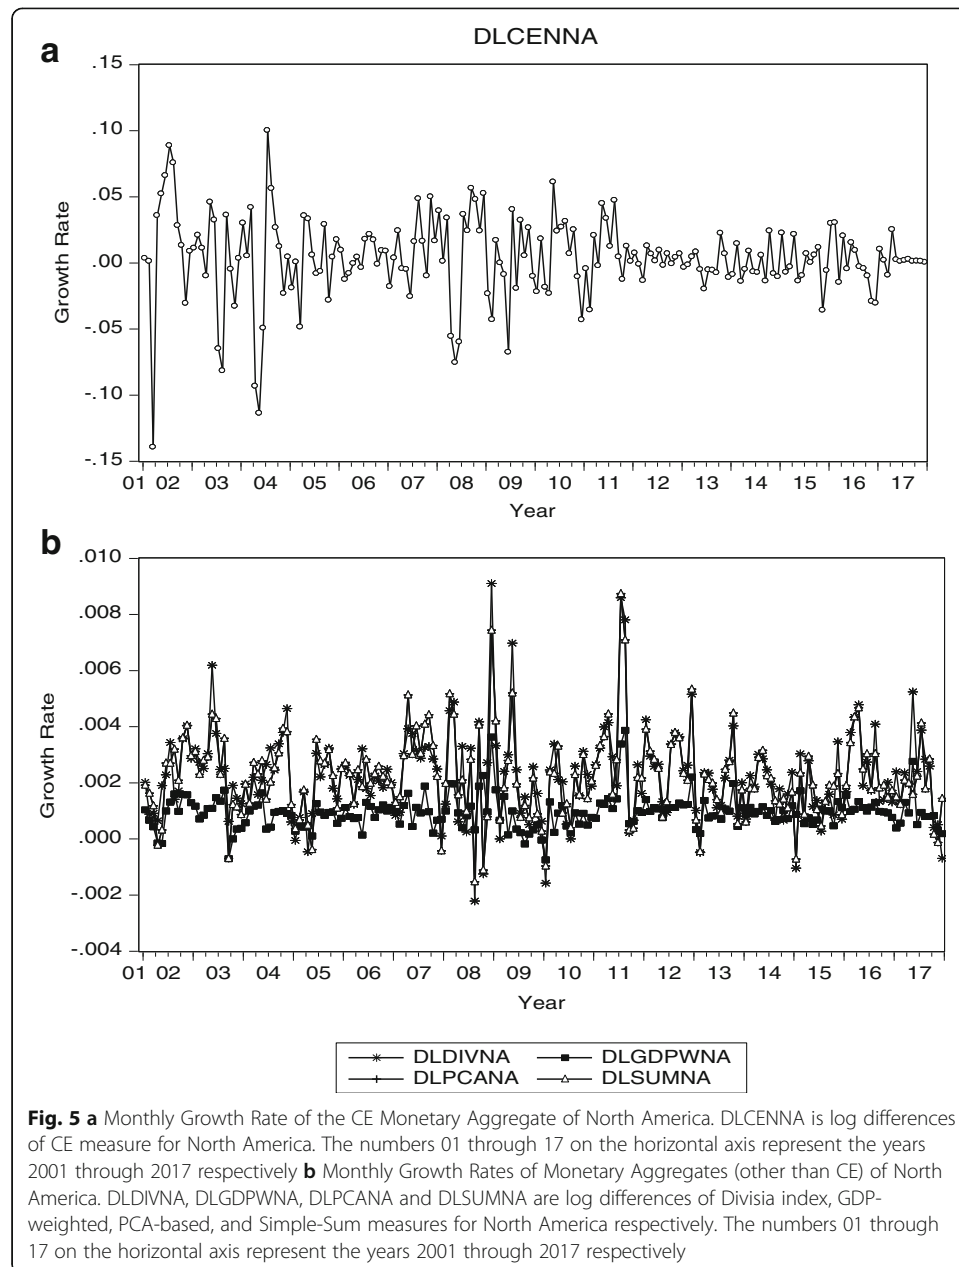 a
DLCENNA
.15
.10
.05
.00
-.05
-.10
-.15
Growth Rate
01 02 03 04 05 06 07 08 09 10 11 12 13 14 15 16 17
Year
b
.010
.008
.006
.004
.002
.000
-.002
-.004
Growth Rate
01 02 03 04 05 06 07 08 09 10 11 12 13 14 15 16 17
Year
DLDIVNA DLGDPWNA
DLPCANA DLSUMNA
Fig. 5 a Monthly Growth Rate of the CE Monetary Aggregate of North America. DLCENNA is log differences
of CE measure for North America. The numbers 01 through 17 on the horizontal axis represent the years
2001 through 2017 respectively b Monthly Growth Rates of Monetary Aggregates (other than CE) of North
America. DLDIVNA, DLGDPWNA, DLPCANA and DLSUMNA are log differences of Divisia index, GDP-
weighted, PCA-based, and Simple-Sum measures for North America respectively. The numbers 01 through
17 on the horizontal axis represent the years 2001 through 2017 respectively